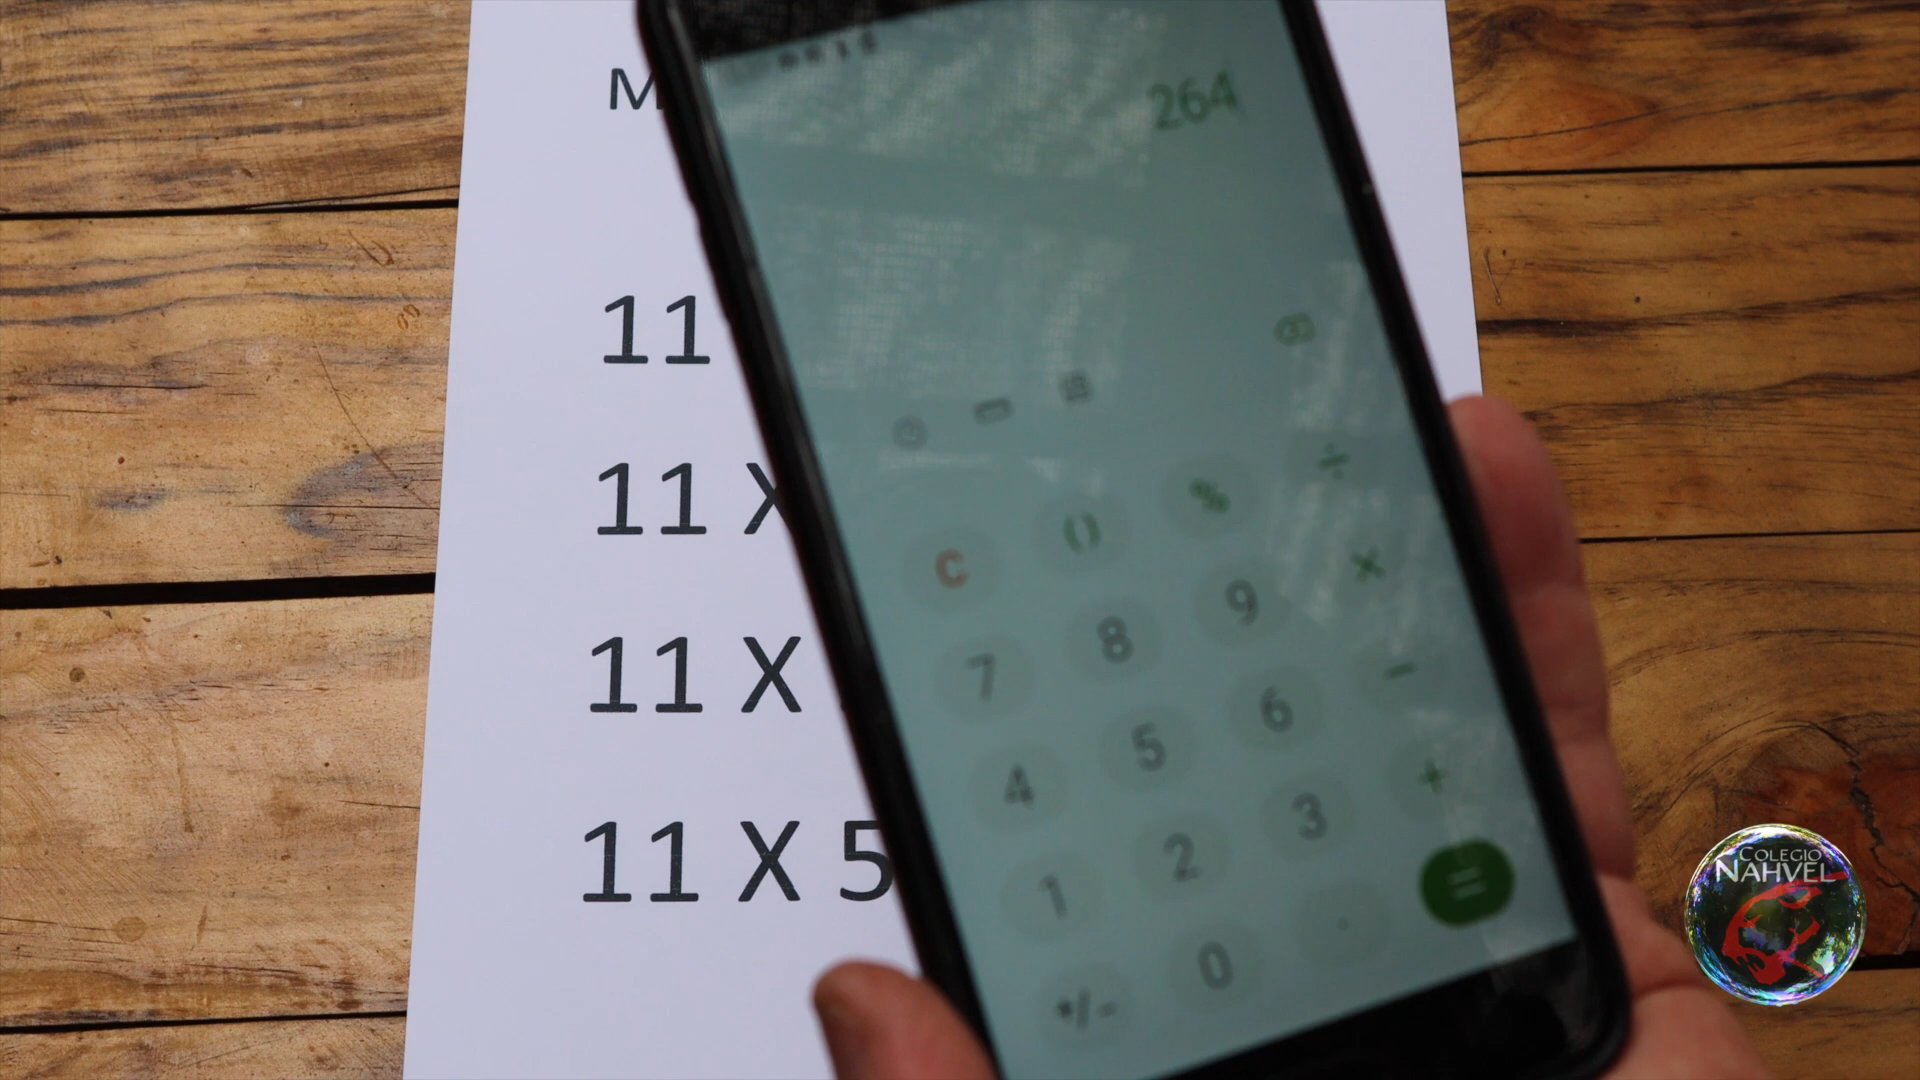 M
264
11
11 X
11 X
11 X 5
C () % ÷
7 8 9 ×
4 5 6 −
1 2 3 +
+/- 0 . =
COLEGIO
NAHVEL